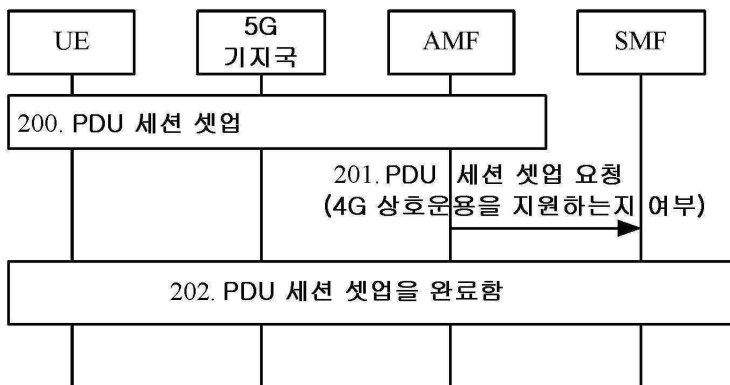 UE
5G
기지국
AMF
SMF
200. PDU 세션 셋업
201. PDU 세션 셋업 요청
(4G 상호운용을 지원하는지 여부)
202. PDU 세션 셋업을 완료함